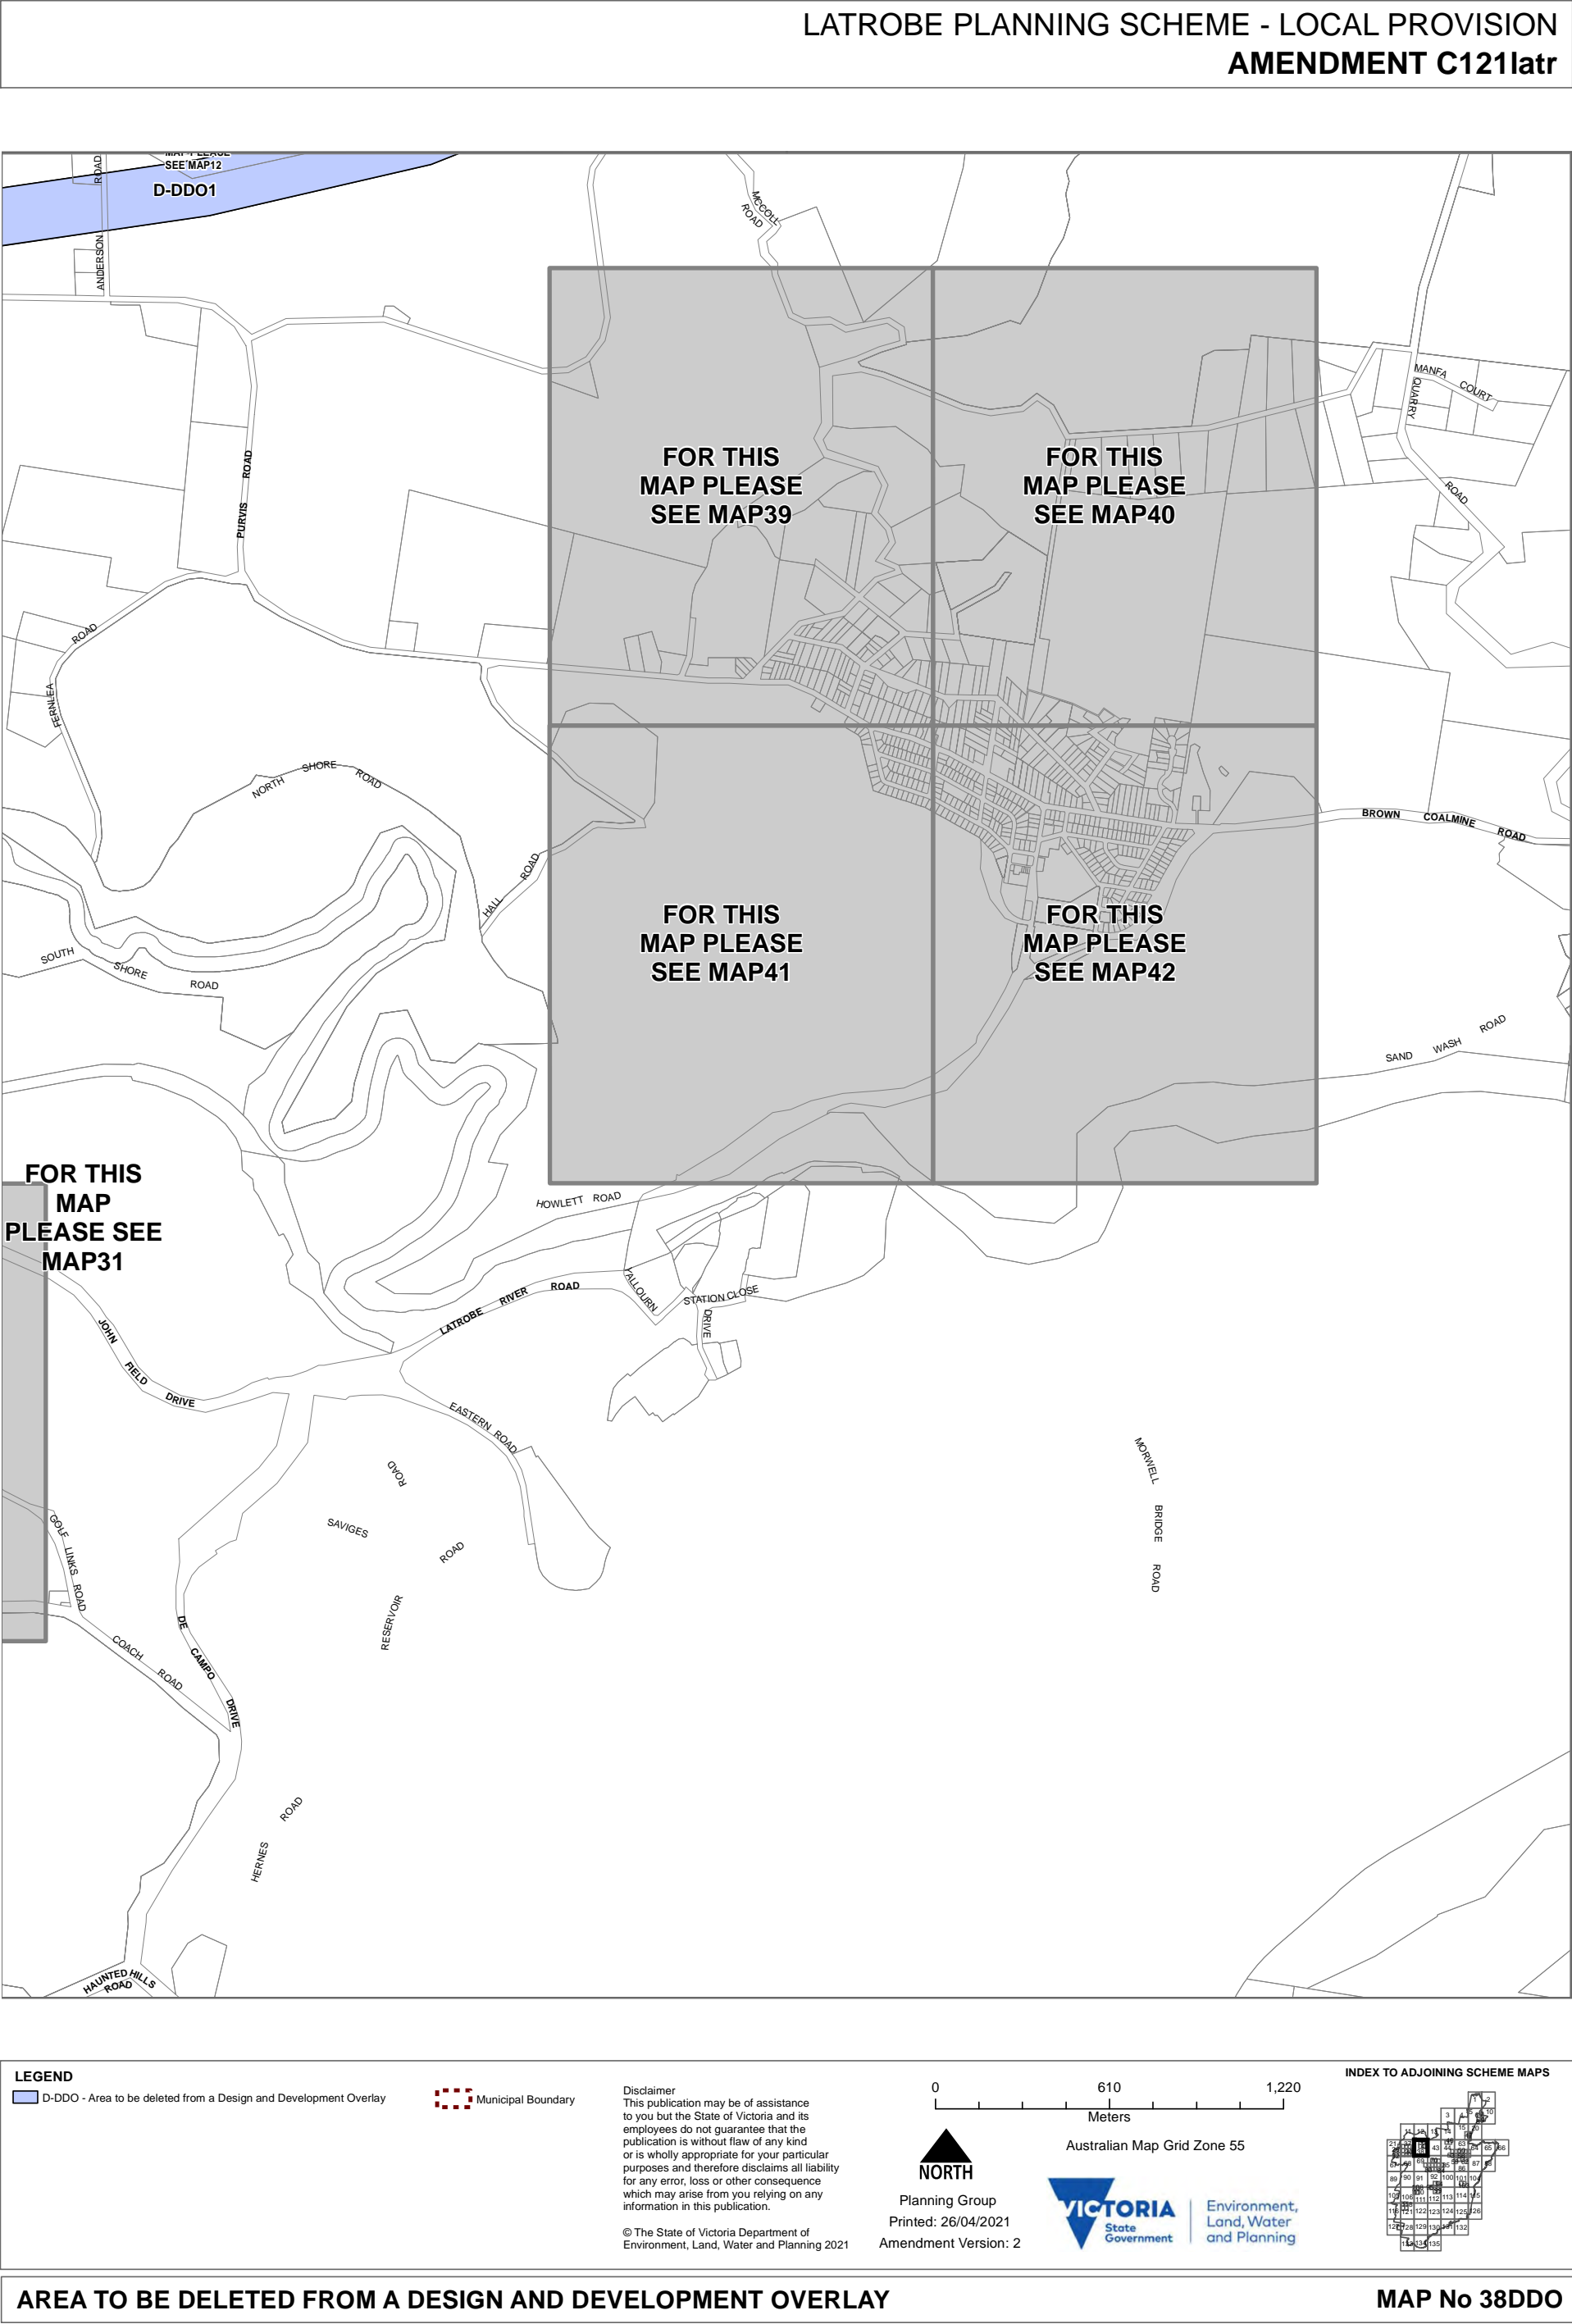 LATROBE PLANNING SCHEME - LOCAL PROVISION
AMENDMENT C121latr
MAP PLEASE
SEE MAP12
D-DDO1
ANDERSON ROAD
MCCOLL
ROAD
MANFA COURT
QUARRY
ROAD
PURVIS ROAD
FOR THIS
MAP PLEASE
SEE MAP39
FOR THIS
MAP PLEASE
SEE MAP40
FERNLEA ROAD
NORTH SHORE ROAD
HALL ROAD
BROWN COALMINE ROAD
SOUTH SHORE ROAD
FOR THIS
MAP PLEASE
SEE MAP41
FOR THIS
MAP PLEASE
SEE MAP42
SAND WASH ROAD
FOR THIS
MAP
PLEASE SEE
MAP31
HOWLETT ROAD
LATROBE RIVER ROAD
YALLOURN
DRIVE
STATION CLOSE
JOHN FIELD DRIVE
EASTERN ROAD
MORWELL BRIDGE ROAD
SAVIGES
ROAD
RESERVOIR
ROAD
GOLF LINKS ROAD
COACH ROAD
DE CAMPO DRIVE
HERNES ROAD
HAUNTED HILLS
ROAD
LEGEND
D-DDO - Area to be deleted from a Design and Development Overlay
Municipal Boundary
Disclaimer
This publication may be of assistance
to you but the State of Victoria and its
employees do not guarantee that the
publication is without flaw of any kind
or is wholly appropriate for your particular
purposes and therefore disclaims all liability
for any error, loss or other consequence
which may arise from you relying on any
information in this publication.
© The State of Victoria Department of
Environment, Land, Water and Planning 2021
0 610 1,220
Meters
Australian Map Grid Zone 55
NORTH
Planning Group
Printed: 26/04/2021
Amendment Version: 2
VICTORIA
State
Government
Environment,
Land, Water
and Planning
INDEX TO ADJOINING SCHEME MAPS
AREA TO BE DELETED FROM A DESIGN AND DEVELOPMENT OVERLAY
MAP No 38DDO